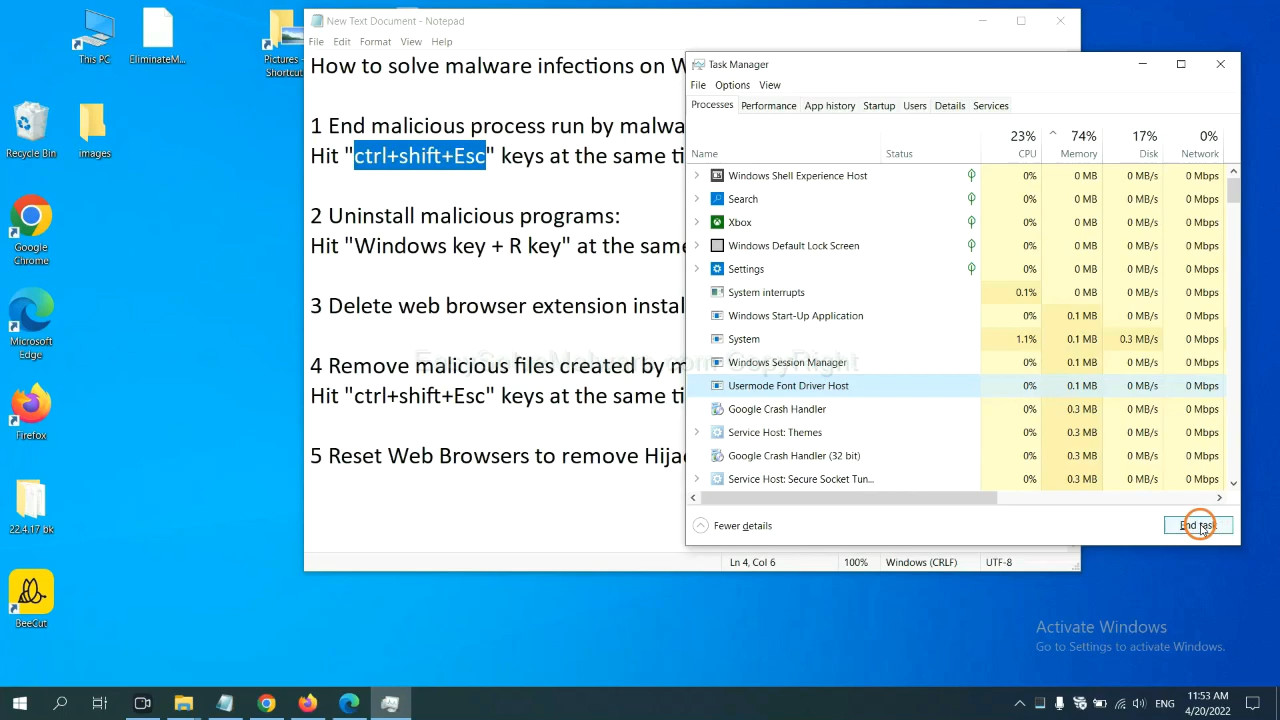 This PC
EliminateM...
Pictures -
Shortcut
Recycle Bin
images
Google
Chrome
Microsoft
Edge
Firefox
22.4.17 bk
BeeCut
New Text Document - Notepad
File Edit Format View Help
How to solve malware infections on W
1 End malicious process run by malwa
Hit "ctrl+shift+Esc" keys at the same ti
2 Uninstall malicious programs:
Hit "Windows key + R key" at the same
3 Delete web browser extension instal
4 Remove malicious files created by m
Hit "ctrl+shift+Esc" keys at the same ti
5 Reset Web Browsers to remove Hijac
Ln 4, Col 6 100% Windows (CRLF) UTF-8
Task Manager
File Options View
Processes Performance App history Startup Users Details Services
23% 74% 17% 0%
Name Status CPU Memory Disk Network
Windows Shell Experience Host 0% 0 MB 0 MB/s 0 Mbps
Search 0% 0 MB 0 MB/s 0 Mbps
Xbox 0% 0 MB 0 MB/s 0 Mbps
Windows Default Lock Screen 0% 0 MB 0 MB/s 0 Mbps
Settings 0% 0 MB 0 MB/s 0 Mbps
System interrupts 0.1% 0 MB 0 MB/s 0 Mbps
Windows Start-Up Application 0% 0.1 MB 0 MB/s 0 Mbps
System 1.1% 0.1 MB 0.3 MB/s 0 Mbps
Windows Session Manager 0% 0.1 MB 0 MB/s 0 Mbps
Usermode Font Driver Host 0% 0.1 MB 0 MB/s 0 Mbps
Google Crash Handler 0% 0.3 MB 0 MB/s 0 Mbps
Service Host: Themes 0% 0.3 MB 0 MB/s 0 Mbps
Google Crash Handler (32 bit) 0% 0.3 MB 0 MB/s 0 Mbps
Service Host: Secure Socket Tun... 0% 0.3 MB 0 MB/s 0 Mbps
Fewer details End task
Activate Windows
Go to Settings to activate Windows.
ENG
11:53 AM
4/20/2022